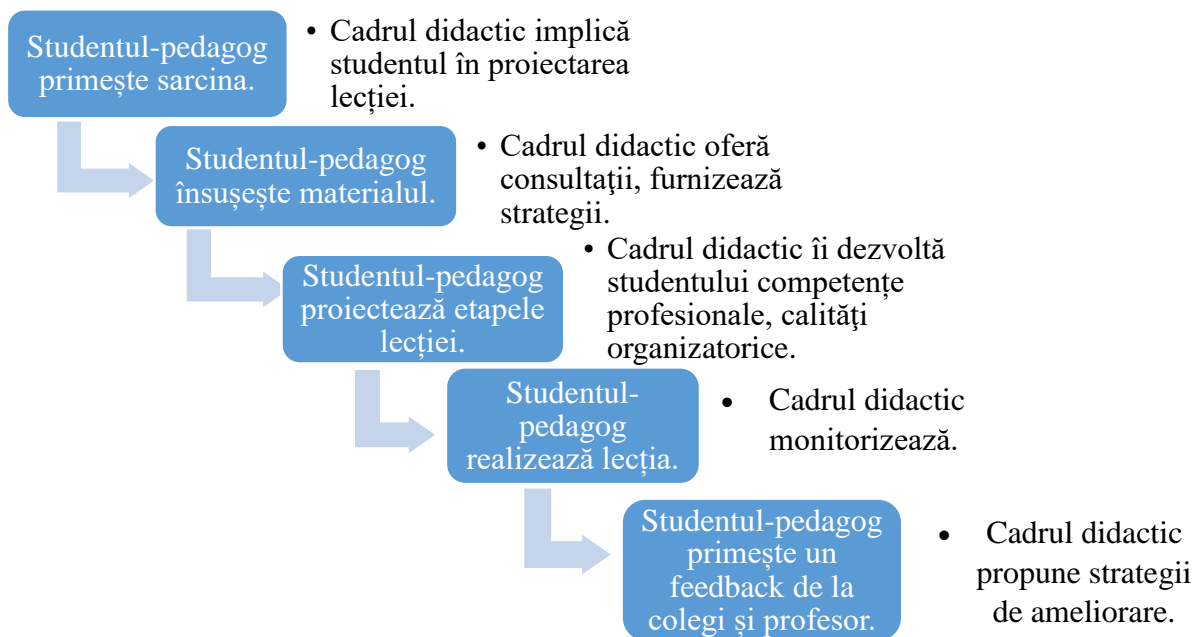 Studentul-pedagog
primește sarcina.
• Cadrul didactic implică
studentul în proiectarea
lecției.
Studentul-pedagog
însușește materialul.
• Cadrul didactic oferă
consultaţii, furnizează
strategii.
Studentul-pedagog
proiectează etapele
lecției.
• Cadrul didactic îi dezvoltă
studentului competențe
profesionale, calităţi
organizatorice.
Studentul-
pedagog
realizează lecția.
• Cadrul didactic
monitorizează.
Studentul-pedagog
primește un
feedback de la
colegi și profesor.
• Cadrul didactic
propune strategii
de ameliorare.